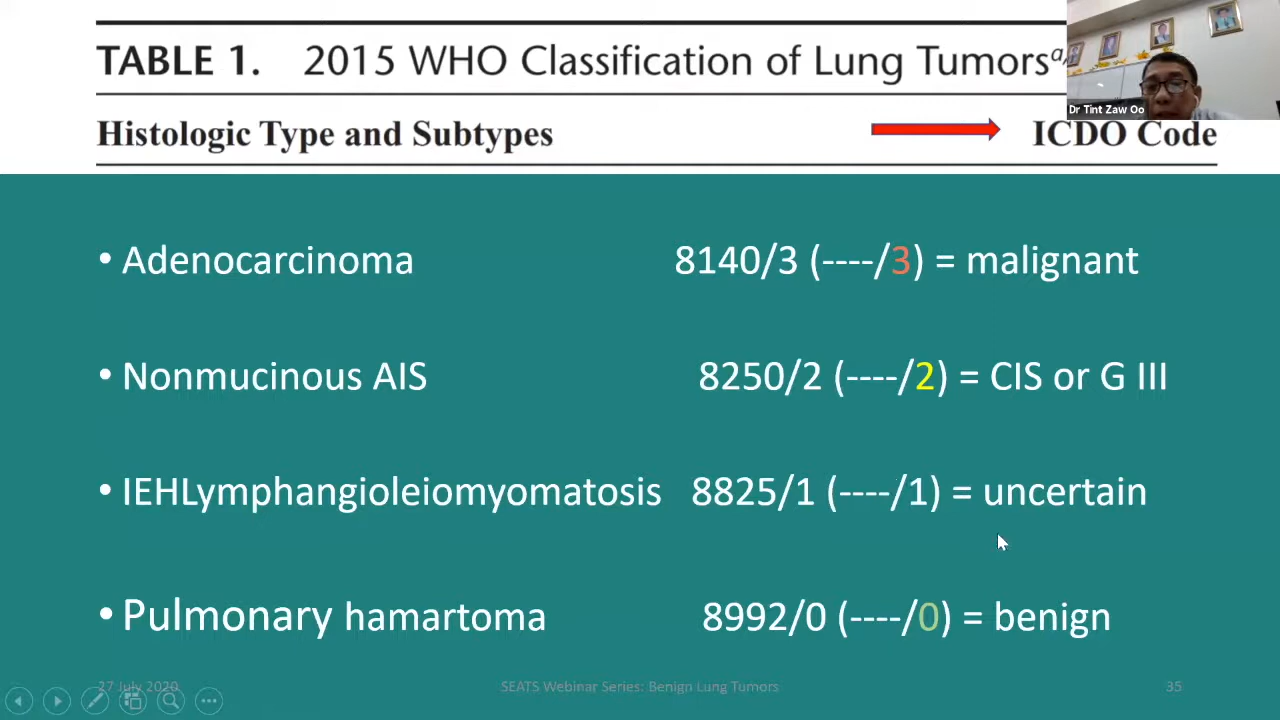 TABLE 1. 2015 WHO Classification of Lung Tumorsa,
Dr Tint Zaw Oo
Histologic Type and Subtypes ICDO Code
• Adenocarcinoma 8140/3 (----/3) = malignant
• Nonmucinous AIS 8250/2 (----/2) = CIS or G III
• IEHLymphangioleiomyomatosis 8825/1 (----/1) = uncertain
• Pulmonary hamartoma 8992/0 (----/0) = benign
27 July 2020 SEATS Webinar Series: Benign Lung Tumors 35